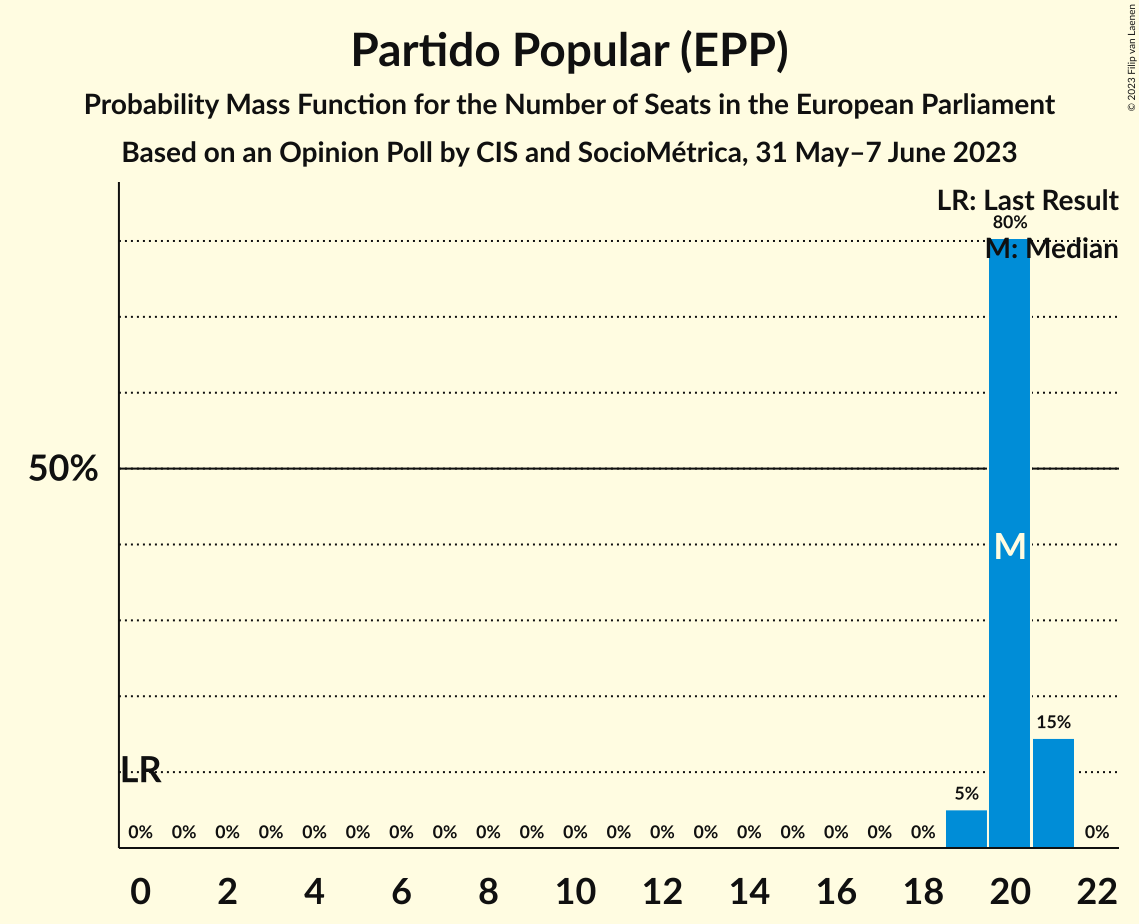 Partido Popular (EPP)
Probability Mass Function for the Number of Seats in the European Parliament
Based on an Opinion Poll by CIS and SocioMétrica, 31 May–7 June 2023
© 2023 Filip van Laenen
LR: Last Result
80%
M: Median
50%
M
15%
LR
5%
0% 0% 0% 0% 0% 0% 0% 0% 0% 0% 0% 0% 0% 0% 0% 0% 0% 0% 0% 0%
0 2 4 6 8 10 12 14 16 18 20 22